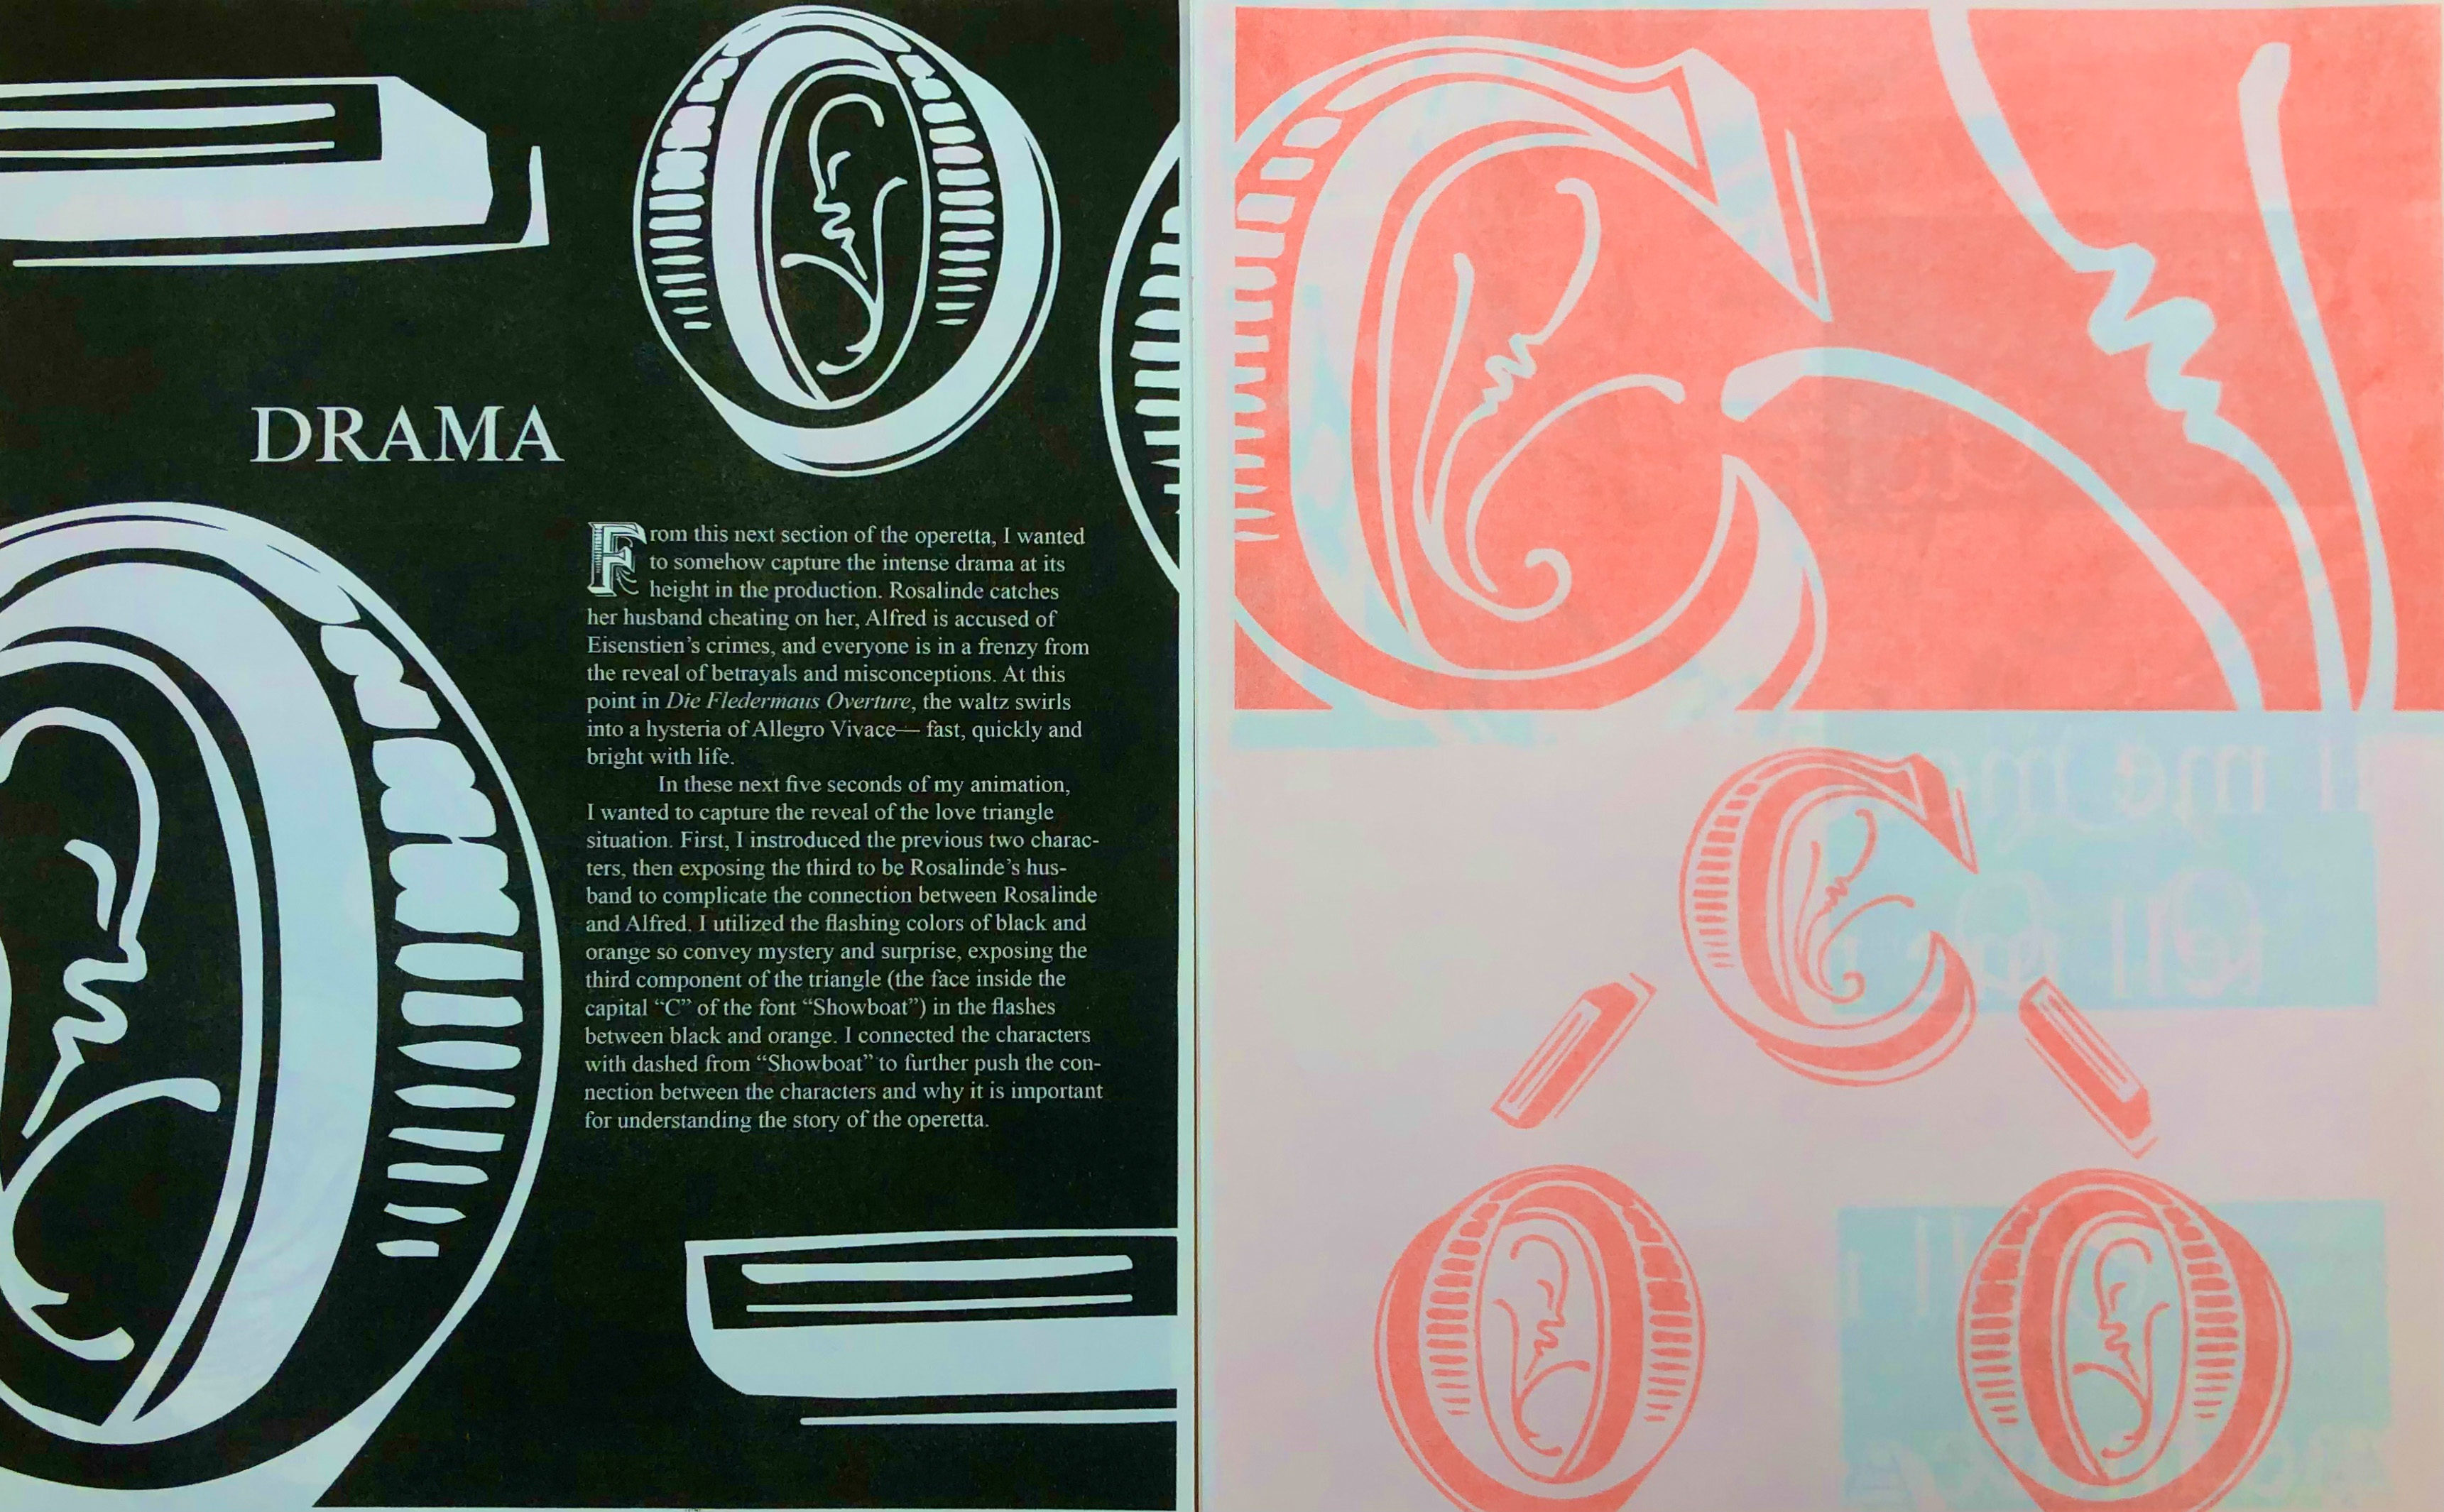 DRAMA
From this next section of the operetta, I wanted
to somehow capture the intense drama at its
height in the production. Rosalinde catches
her husband cheating on her, Alfred is accused of
Eisenstien's crimes, and everyone is in a frenzy from
the reveal of betrayals and misconceptions. At this
point in Die Fledermaus Overture, the waltz swirls
into a hysteria of Allegro Vivace— fast, quickly and
bright with life.
In these next five seconds of my animation,
I wanted to capture the reveal of the love triangle
situation. First, I instroduced the previous two charac-
ters, then exposing the third to be Rosalinde's hus-
band to complicate the connection between Rosalinde
and Alfred. I utilized the flashing colors of black and
orange so convey mystery and surprise, exposing the
third component of the triangle (the face inside the
capital “C” of the font “Showboat”) in the flashes
between black and orange. I connected the characters
with dashed from “Showboat” to further push the con-
nection between the characters and why it is important
for understanding the story of the operetta.
O
O
C
C
O
O